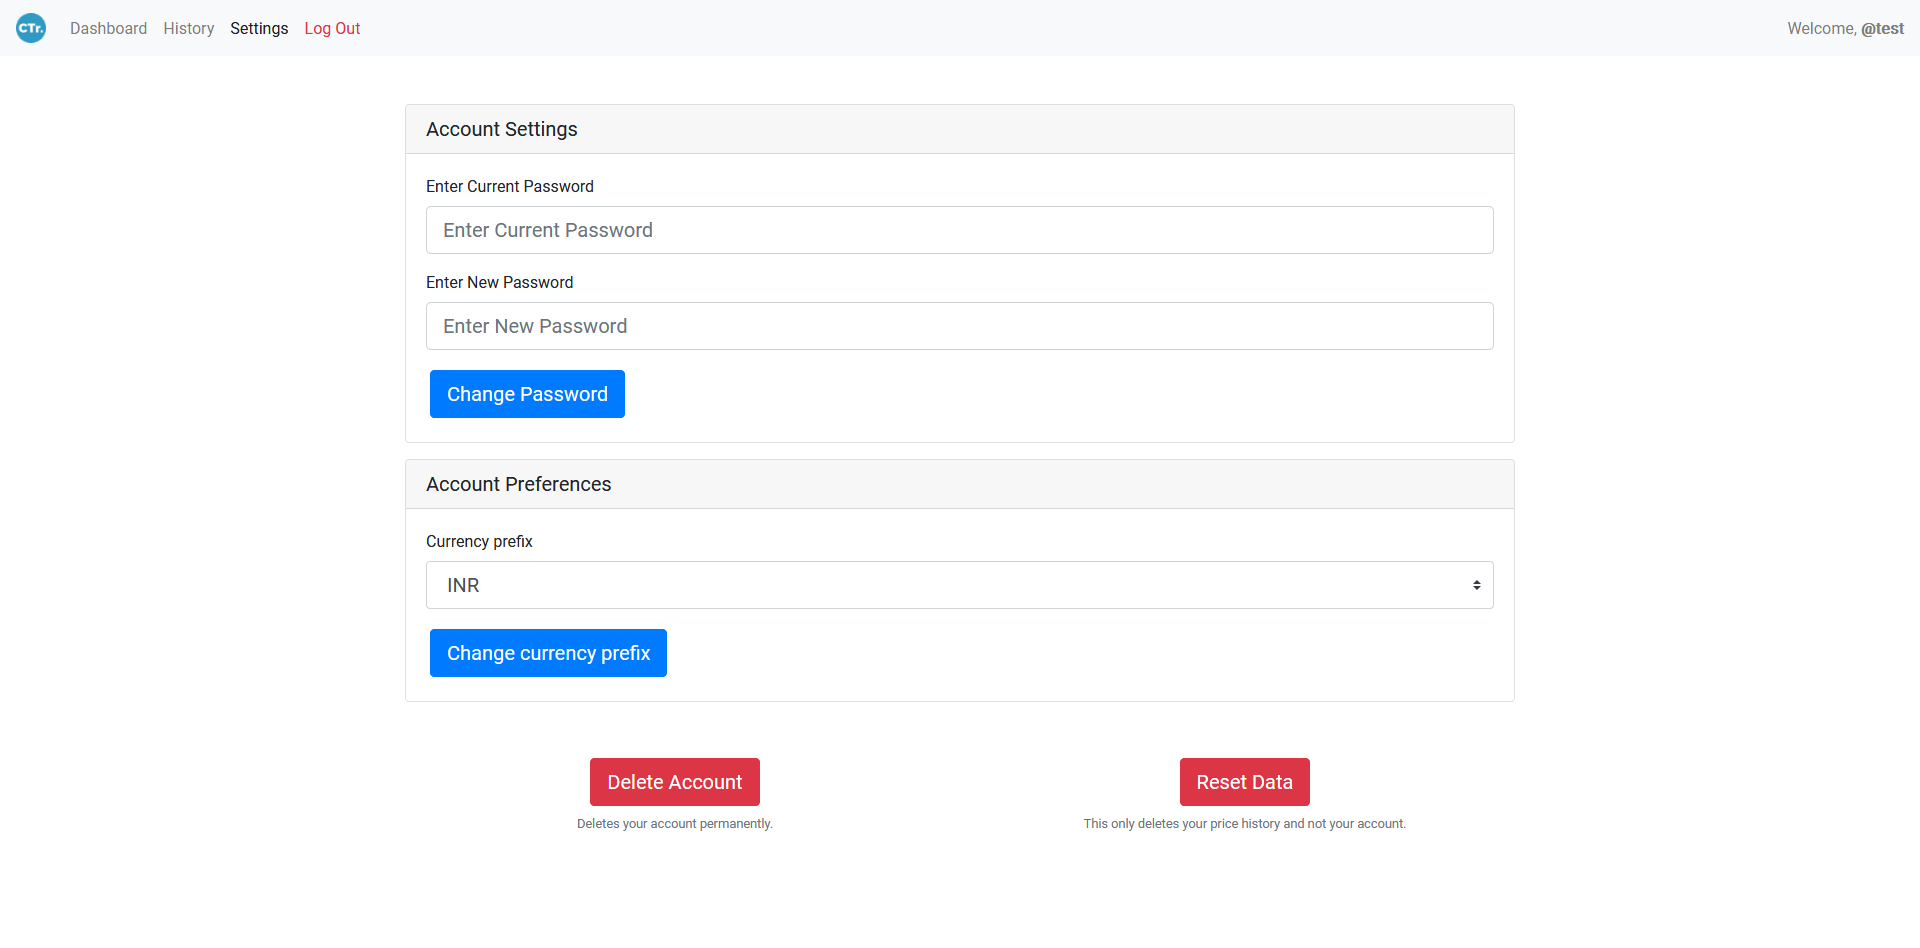 CTr. Dashboard History Settings Log Out Welcome, @test
Account Settings
Enter Current Password
Enter Current Password
Enter New Password
Enter New Password
Change Password
Account Preferences
Currency prefix
INR
Change currency prefix
Delete Account
Deletes your account permanently.
Reset Data
This only deletes your price history and not your account.